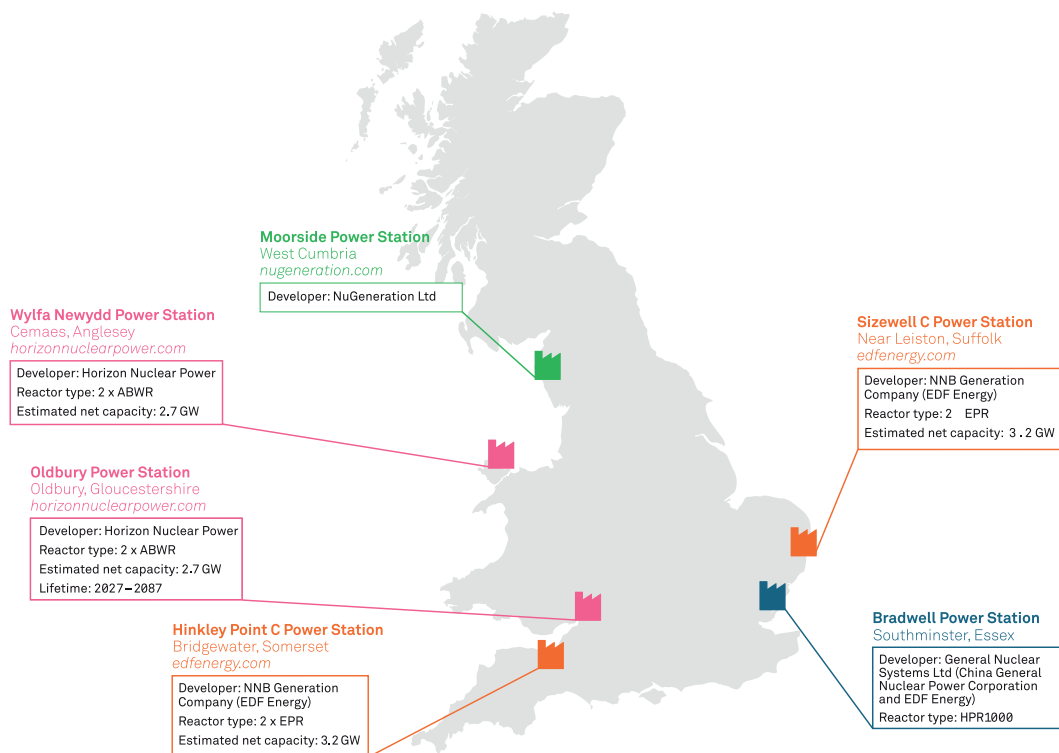 Moorside Power Station
West Cumbria
nugeneration.com
Developer: NuGeneration Ltd
Wylfa Newydd Power Station
Cemaes, Anglesey
horizonnuclearpower.com
Developer: Horizon Nuclear Power
Reactor type: 2 x ABWR
Estimated net capacity: 2.7 GW
Sizewell C Power Station
Near Leiston, Suffolk
edfenergy.com
Developer: NNB Generation
Company (EDF Energy)
Reactor type: 2 EPR
Estimated net capacity: 3.2 GW
Oldbury Power Station
Oldbury, Gloucestershire
horizonnuclearpower.com
Developer: Horizon Nuclear Power
Reactor type: 2 x ABWR
Estimated net capacity: 2.7 GW
Lifetime: 2027–2087
Hinkley Point C Power Station
Bridgewater, Somerset
edfenergy.com
Developer: NNB Generation
Company (EDF Energy)
Reactor type: 2 x EPR
Estimated net capacity: 3.2 GW
Bradwell Power Station
Southminster, Essex
Developer: General Nuclear
Systems Ltd (China General
Nuclear Power Corporation
and EDF Energy)
Reactor type: HPR1000